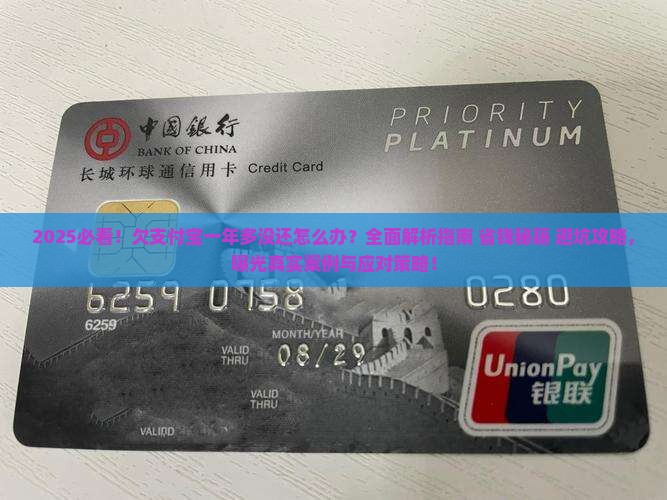 中国银行
BANK OF CHINA
长城环球通信用卡 Credit Card
PRIORITY
PLATINUM
2025必看！欠支付宝一年多没还怎么办？全面解析指南 省钱秘籍 避坑攻略，
曝光真实案例与应对策略！
6259 0758 0280
6259
MONTH/YEAR
VALID
THRU
08/29
VALID
THRU
VALID
UnionPay
银联